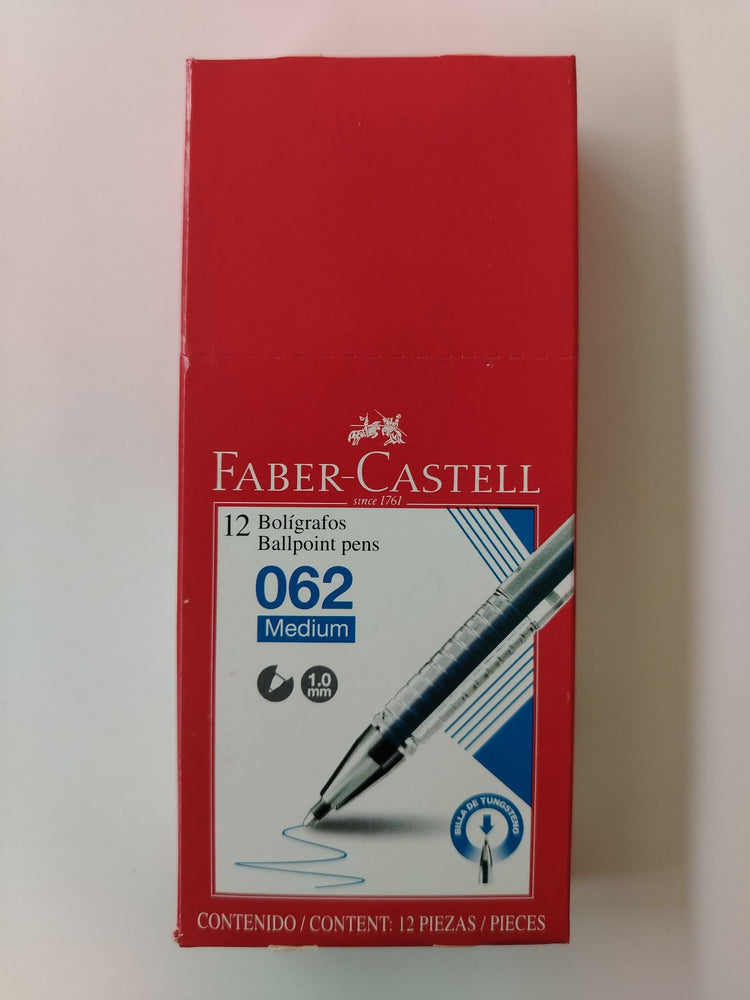 FABER-CASTELL
since 1761
12 Bolígrafos
Ballpoint pens
062
Medium
1.0
mm
BILLA DE TUNGSTENO
CONTENIDO / CONTENT: 12 PIEZAS / PIECES